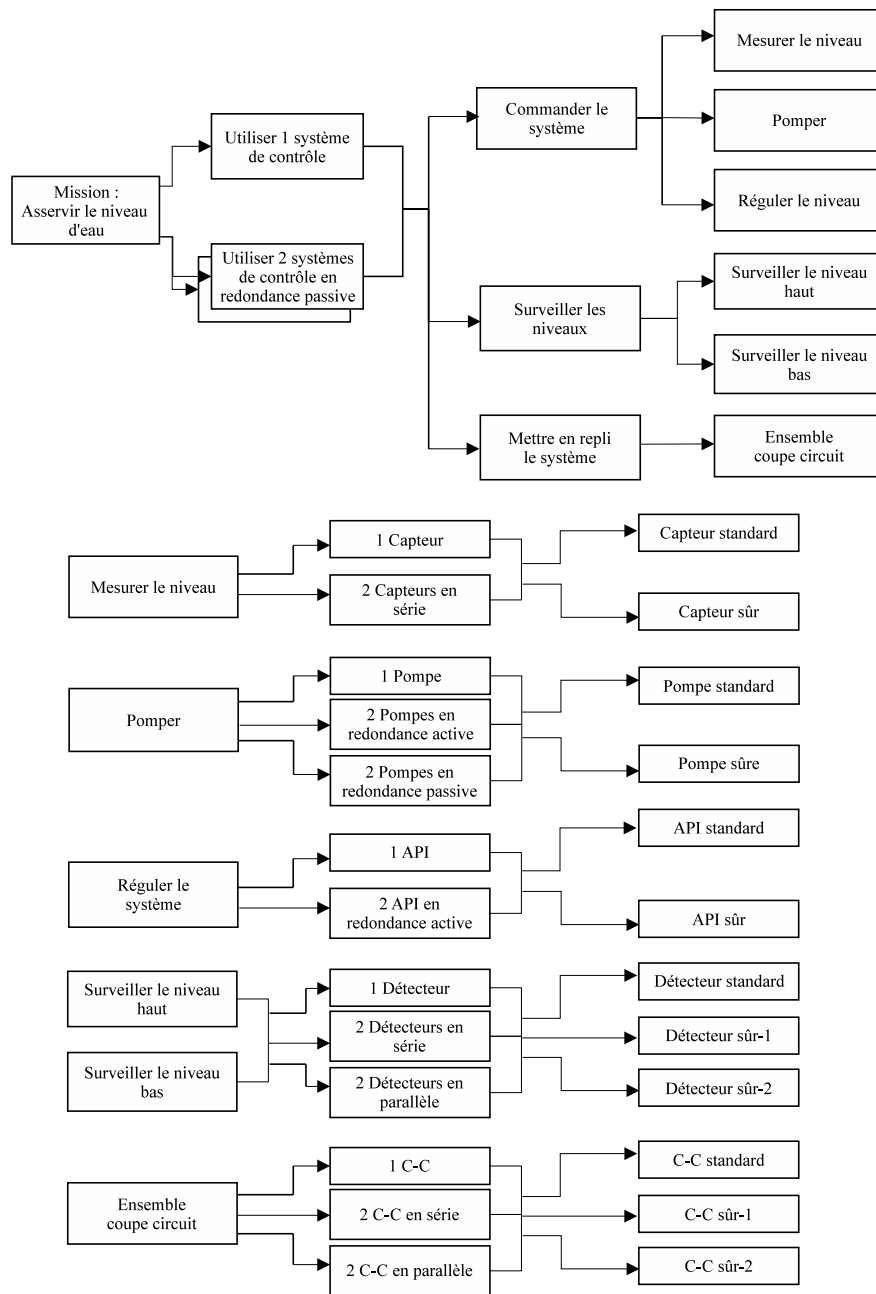 Mission :
Asservir le niveau
d'eau
Utiliser 1 système
de contrôle
Utiliser 2 systèmes
de contrôle en
redondance passive
Commander le
système
Surveiller les
niveaux
Mettre en repli
le système
Mesurer le niveau
Pomper
Réguler le niveau
Surveiller le niveau
haut
Surveiller le niveau
bas
Ensemble
coupe circuit
Mesurer le niveau
1 Capteur
2 Capteurs en
série
Capteur standard
Capteur sûr
Pomper
1 Pompe
2 Pompes en
redondance active
2 Pompes en
redondance passive
Pompe standard
Pompe sûre
Réguler le
système
1 API
2 API en
redondance active
API standard
API sûr
Surveiller le niveau
haut
Surveiller le niveau
bas
1 Détecteur
2 Détecteurs en
série
2 Détecteurs en
parallèle
Détecteur standard
Détecteur sûr-1
Détecteur sûr-2
Ensemble
coupe circuit
1 C-C
2 C-C en série
2 C-C en parallèle
C-C standard
C-C sûr-1
C-C sûr-2